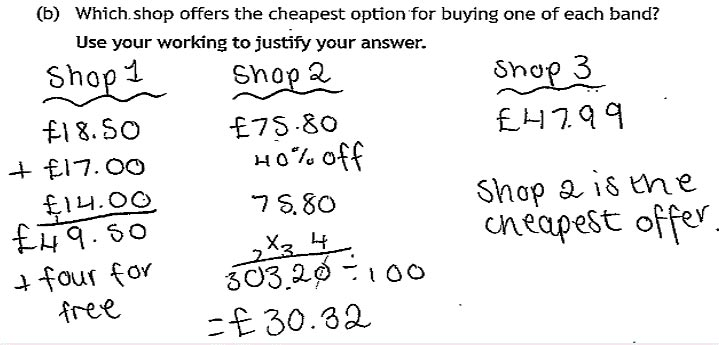 (b) Which shop offers the cheapest option for buying one of each band?
Use your working to justify your answer.
Shop 1
£18.50
+ £17.00
£14.00
£49.50
+ four for
free
Shop 2
£75.80
40% off
75.80
x 4
2 3
303.20 ÷ 100
= £30.32
Shop 3
£47.99
Shop 2 is the
cheapest offer.